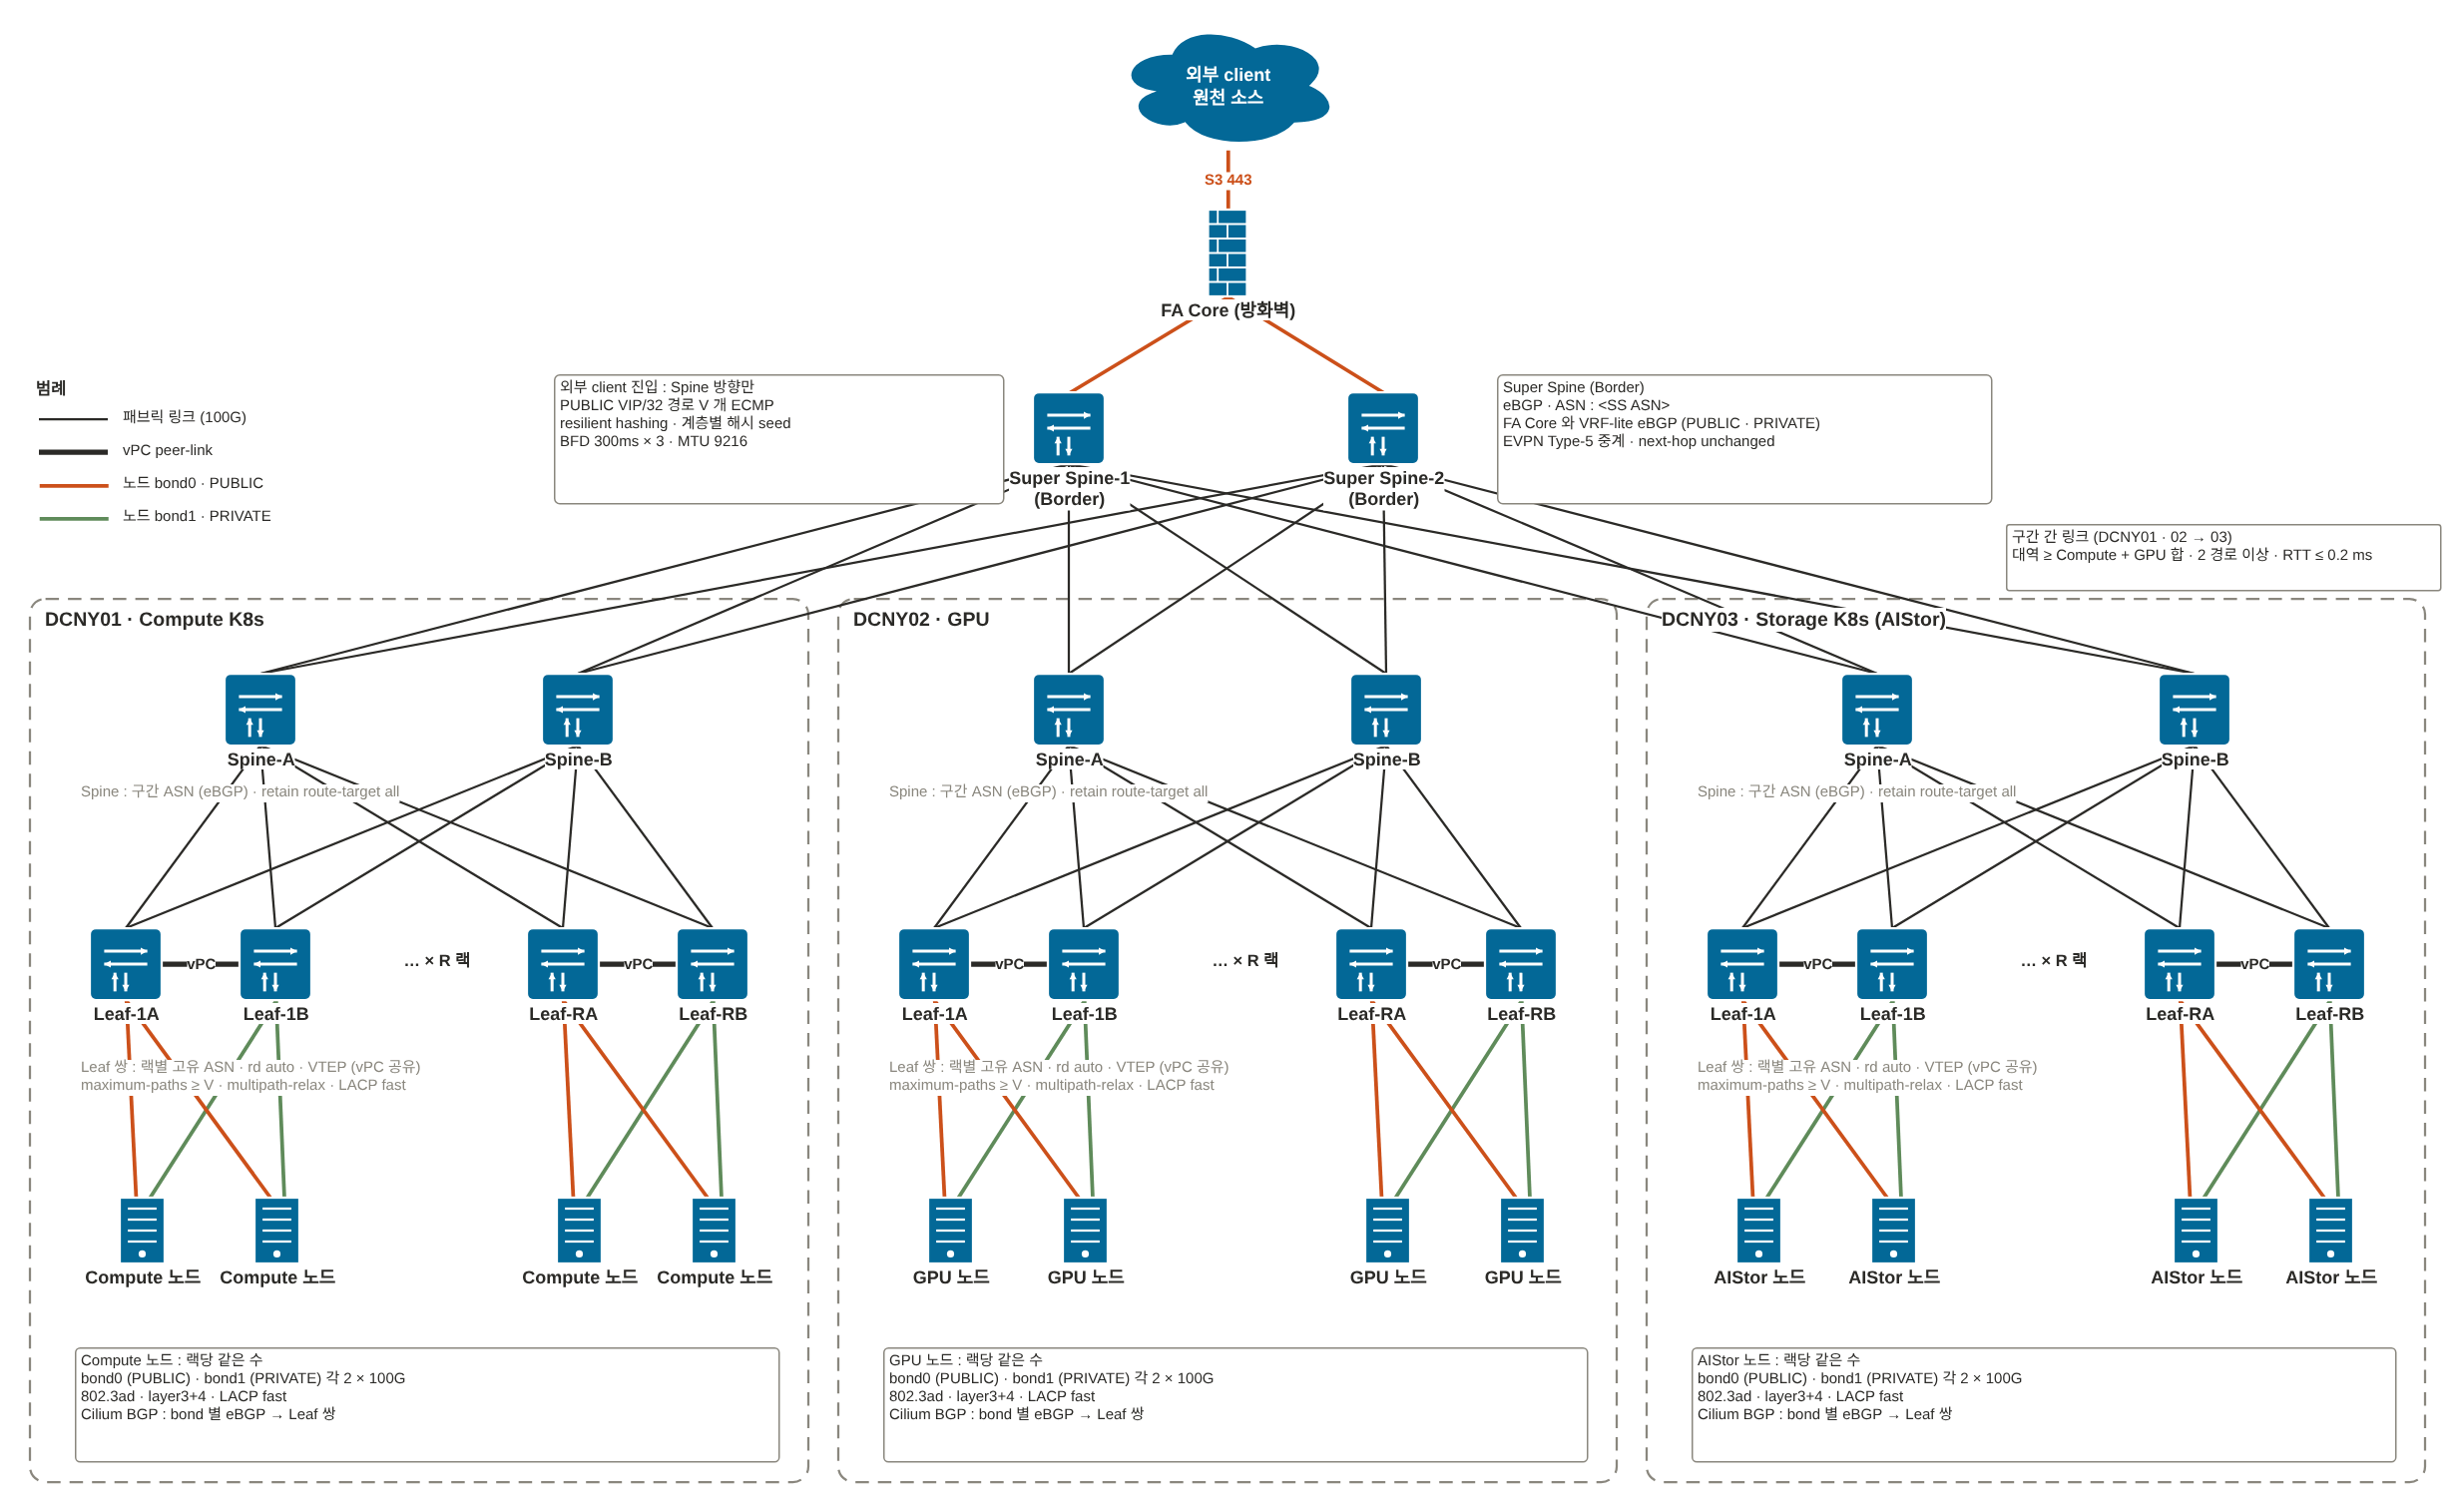 외부 client
원천 소스
S3 443
FA Core (방화벽)
범례
패브릭 링크 (100G)
vPC peer-link
노드 bond0 · PUBLIC
노드 bond1 · PRIVATE
외부 client 진입 : Spine 방향만
PUBLIC VIP/32 경로 V 개 ECMP
resilient hashing · 계층별 해시 seed
BFD 300ms × 3 · MTU 9216
Super Spine-1
(Border)
Super Spine-2
(Border)
Super Spine (Border)
eBGP · ASN : <SS ASN>
FA Core 와 VRF-lite eBGP (PUBLIC · PRIVATE)
EVPN Type-5 중계 · next-hop unchanged
구간 간 링크 (DCNY01 · 02 → 03)
대역 ≥ Compute + GPU 합 · 2 경로 이상 · RTT ≤ 0.2 ms
DCNY01 · Compute K8s
Spine-A
Spine-B
Spine : 구간 ASN (eBGP) · retain route-target all
vPC
… × R 랙
vPC
Leaf-1A
Leaf-1B
Leaf-RA
Leaf-RB
Leaf 쌍 : 랙별 고유 ASN · rd auto · VTEP (vPC 공유)
maximum-paths ≥ V · multipath-relax · LACP fast
Compute 노드
Compute 노드
Compute 노드
Compute 노드
Compute 노드 : 랙당 같은 수
bond0 (PUBLIC) · bond1 (PRIVATE) 각 2 × 100G
802.3ad · layer3+4 · LACP fast
Cilium BGP : bond 별 eBGP → Leaf 쌍
DCNY02 · GPU
Spine-A
Spine-B
Spine : 구간 ASN (eBGP) · retain route-target all
vPC
… × R 랙
vPC
Leaf-1A
Leaf-1B
Leaf-RA
Leaf-RB
Leaf 쌍 : 랙별 고유 ASN · rd auto · VTEP (vPC 공유)
maximum-paths ≥ V · multipath-relax · LACP fast
GPU 노드
GPU 노드
GPU 노드
GPU 노드
GPU 노드 : 랙당 같은 수
bond0 (PUBLIC) · bond1 (PRIVATE) 각 2 × 100G
802.3ad · layer3+4 · LACP fast
Cilium BGP : bond 별 eBGP → Leaf 쌍
DCNY03 · Storage K8s (AIStor)
Spine-A
Spine-B
Spine : 구간 ASN (eBGP) · retain route-target all
vPC
… × R 랙
vPC
Leaf-1A
Leaf-1B
Leaf-RA
Leaf-RB
Leaf 쌍 : 랙별 고유 ASN · rd auto · VTEP (vPC 공유)
maximum-paths ≥ V · multipath-relax · LACP fast
AIStor 노드
AIStor 노드
AIStor 노드
AIStor 노드
AIStor 노드 : 랙당 같은 수
bond0 (PUBLIC) · bond1 (PRIVATE) 각 2 × 100G
802.3ad · layer3+4 · LACP fast
Cilium BGP : bond 별 eBGP → Leaf 쌍